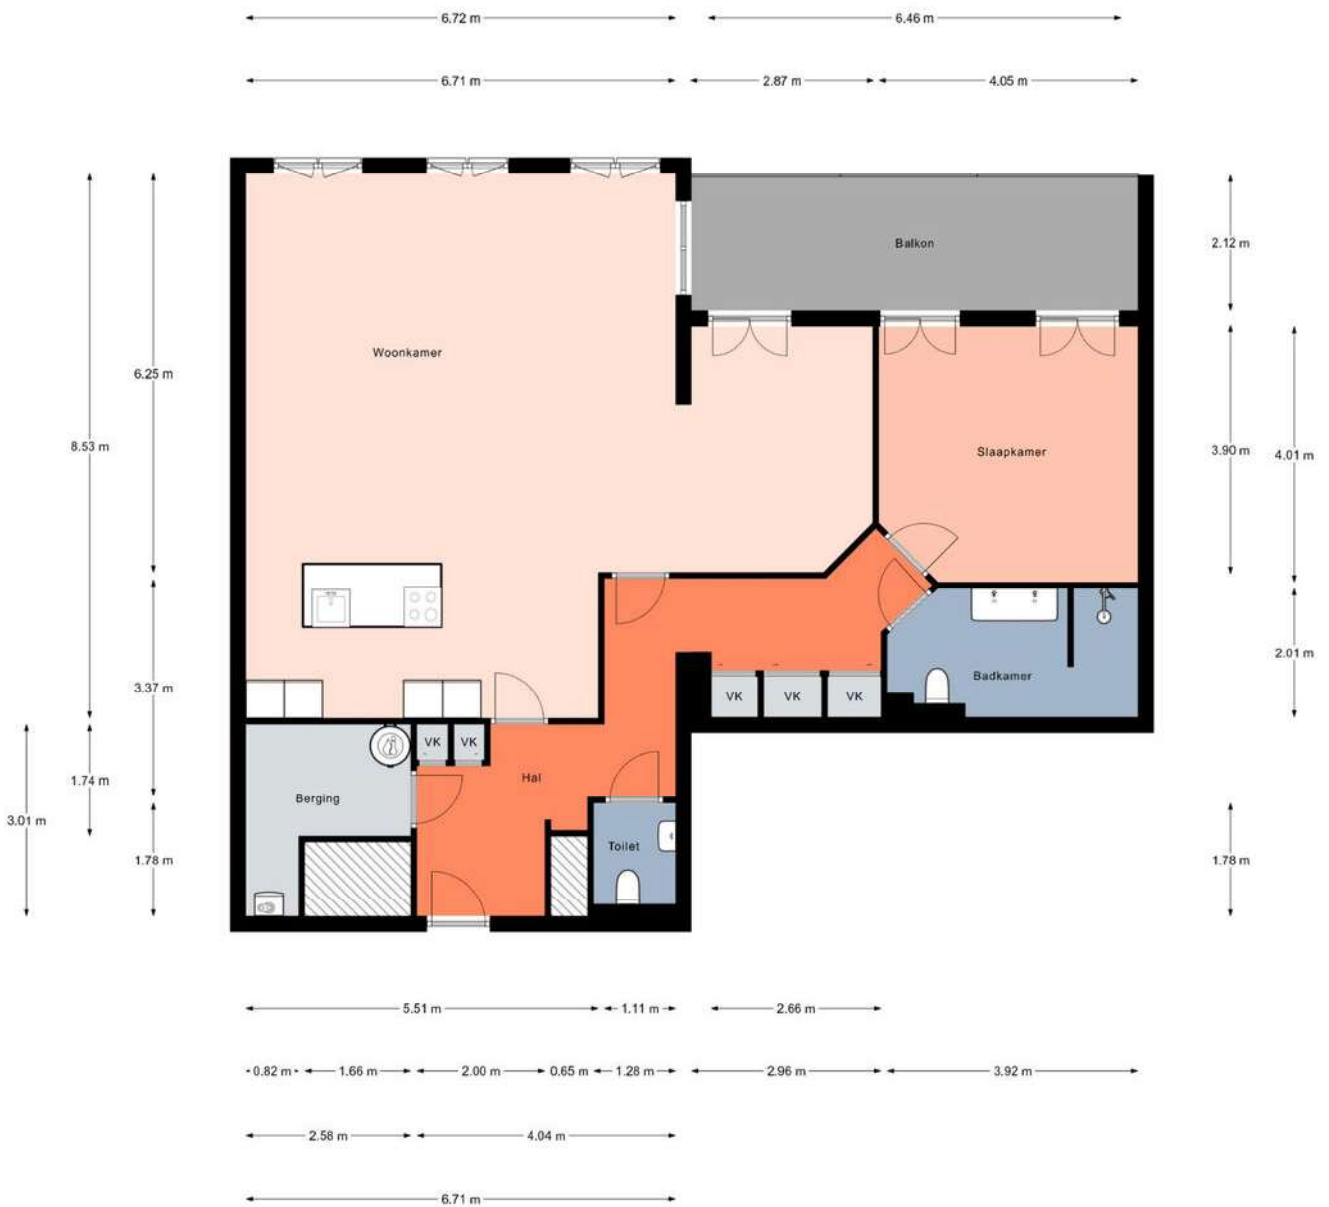 6.72 m
6.46 m
6.71 m
2.87 m
4.05 m
Balkon
2.12 m
Woonkamer
6.25 m
8.53 m
Slaapkamer
3.90 m
4.01 m
3.37 m
2.01 m
Badkamer
VK
VK
VK
VK
VK
Hal
1.74 m
Berging
3.01 m
Toilet
1.78 m
1.78 m
5.51 m
1.11 m
2.66 m
0.82 m
1.66 m
2.00 m
0.65 m
1.28 m
2.96 m
3.92 m
2.58 m
4.04 m
6.71 m